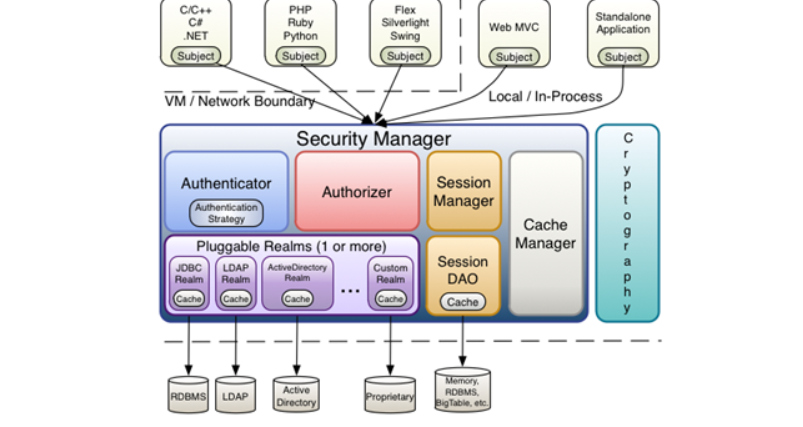 C/C++
C#
.NET
Subject
PHP
Ruby
Python
Subject
Flex
Silverlight
Swing
Subject
Web MVC
Subject
Standalone
Application
Subject
VM / Network Boundary
Local / In-Process
Security Manager
Authenticator
Authentication
Strategy
Authorizer
Session
Manager
Cache
Manager
Cryptography
Pluggable Realms (1 or more)
JDBC
Realm
Cache
LDAP
Realm
Cache
ActiveDirectory
Realm
Cache
...
Custom
Realm
Cache
Session
DAO
Cache
RDBMS
LDAP
Active
Directory
Proprietary
Memory,
RDBMS,
BigTable, etc.